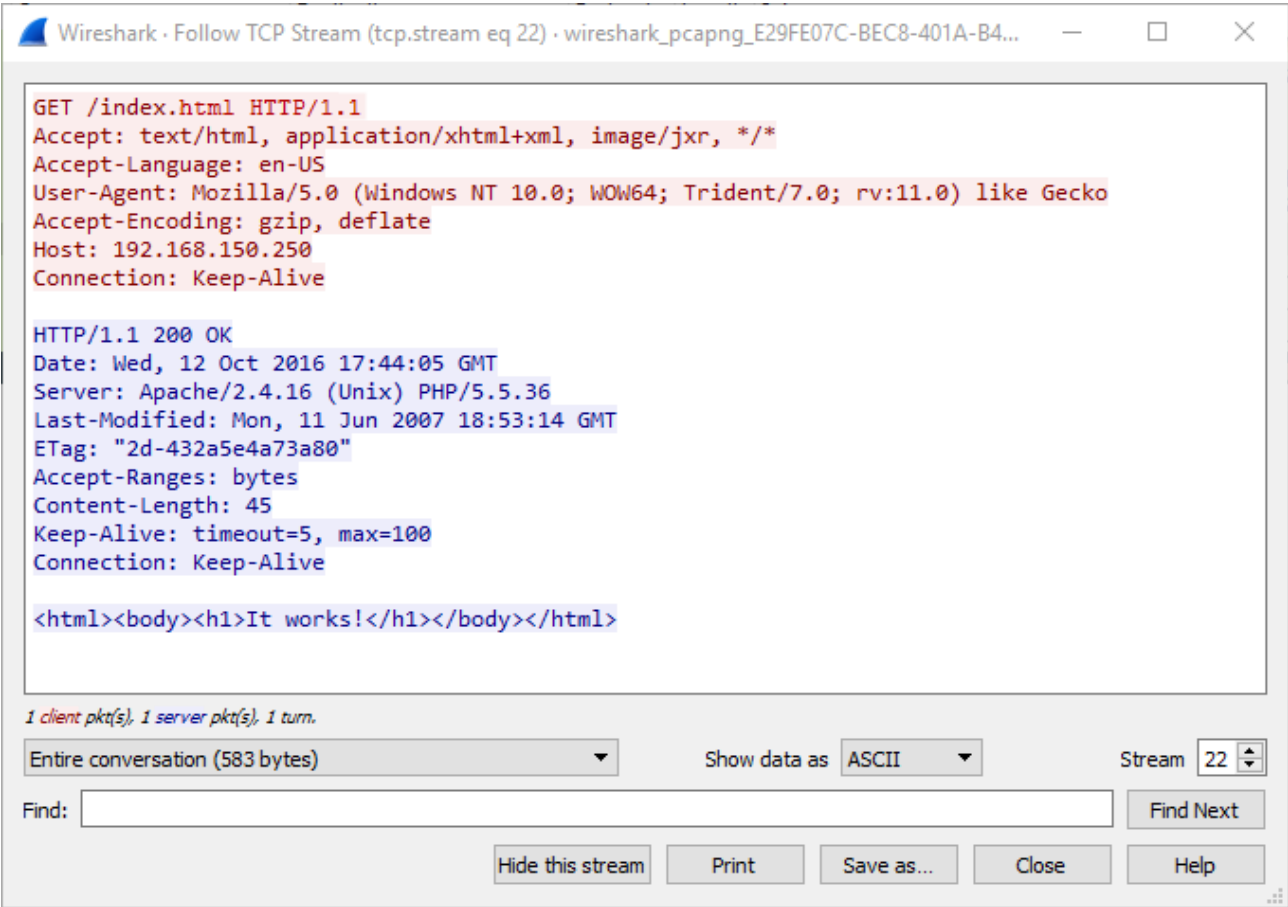 Wireshark · Follow TCP Stream (tcp.stream eq 22) · wireshark_pcapng_E29FE07C-BEC8-401A-B4...
GET /index.html HTTP/1.1
Accept: text/html, application/xhtml+xml, image/jxr, */*
Accept-Language: en-US
User-Agent: Mozilla/5.0 (Windows NT 10.0; WOW64; Trident/7.0; rv:11.0) like Gecko
Accept-Encoding: gzip, deflate
Host: 192.168.150.250
Connection: Keep-Alive
HTTP/1.1 200 OK
Date: Wed, 12 Oct 2016 17:44:05 GMT
Server: Apache/2.4.16 (Unix) PHP/5.5.36
Last-Modified: Mon, 11 Jun 2007 18:53:14 GMT
ETag: "2d-432a5e4a73a80"
Accept-Ranges: bytes
Content-Length: 45
Keep-Alive: timeout=5, max=100
Connection: Keep-Alive
<html><body><h1>It works!</h1></body></html>
1 client pkt(s), 1 server pkt(s), 1 turn.
Entire conversation (583 bytes) Show data as ASCII Stream 22
Find: Find Next
Hide this stream Print Save as... Close Help